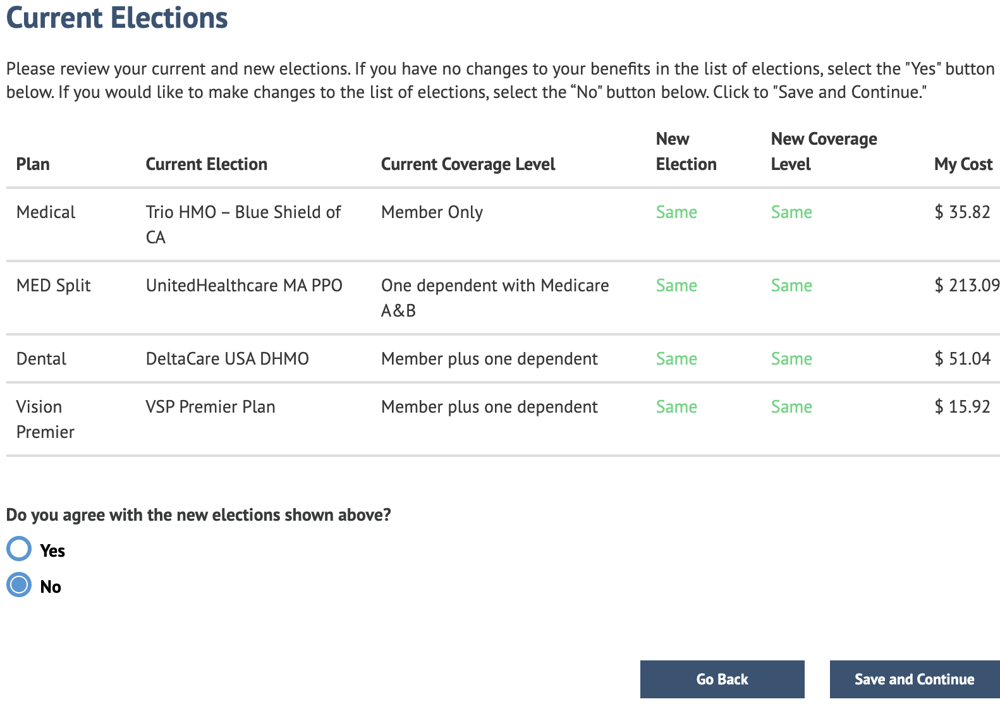 Current Elections
Please review your current and new elections. If you have no changes to your benefits in the list of elections, select the "Yes" button
below. If you would like to make changes to the list of elections, select the “No" button below. Click to "Save and Continue."
Plan Current Election Current Coverage Level New Election New Coverage Level My Cost
Medical Trio HMO – Blue Shield of CA Member Only Same Same $ 35.82
MED Split UnitedHealthcare MA PPO One dependent with Medicare A&B Same Same $ 213.09
Dental DeltaCare USA DHMO Member plus one dependent Same Same $ 51.04
Vision Premier VSP Premier Plan Member plus one dependent Same Same $ 15.92
Do you agree with the new elections shown above?
Yes
No
Go Back Save and Continue